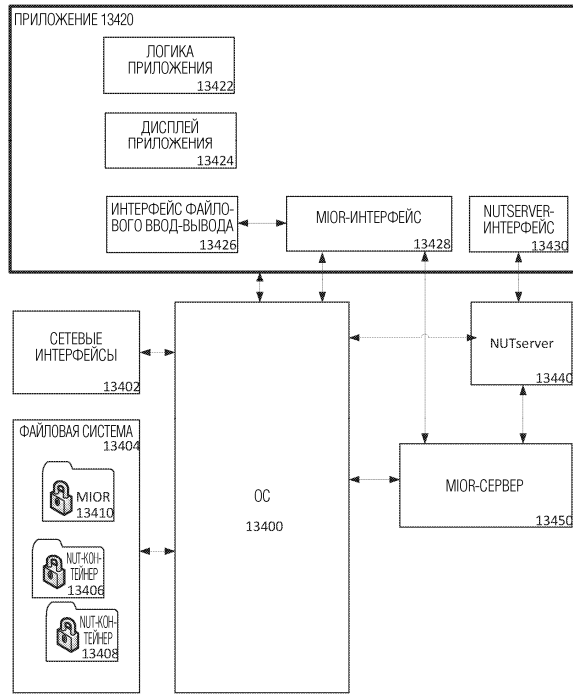 ПРИЛОЖЕНИЕ 13420
ЛОГИКА
ПРИЛОЖЕНИЯ
13422
ДИСПЛЕЙ
ПРИЛОЖЕНИЯ
13424
ИНТЕРФЕЙС ФАЙЛО-
ВОГО ВВОД-ВЫВОДА
13426
MIOR-ИНТЕРФЕЙС
13428
NUTSERVER-
ИНТЕРФЕЙС
13430
СЕТЕВЫЕ
ИНТЕРФЕЙСЫ
13402
NUTserver
13440
ФАЙЛОВАЯ СИСТЕМА
13404
MIOR
13410
NUT-КОН-
ТЕЙНЕР
13406
NUT-КОН-
ТЕЙНЕР
13408
ОС
13400
MIOR-СЕРВЕР
13450